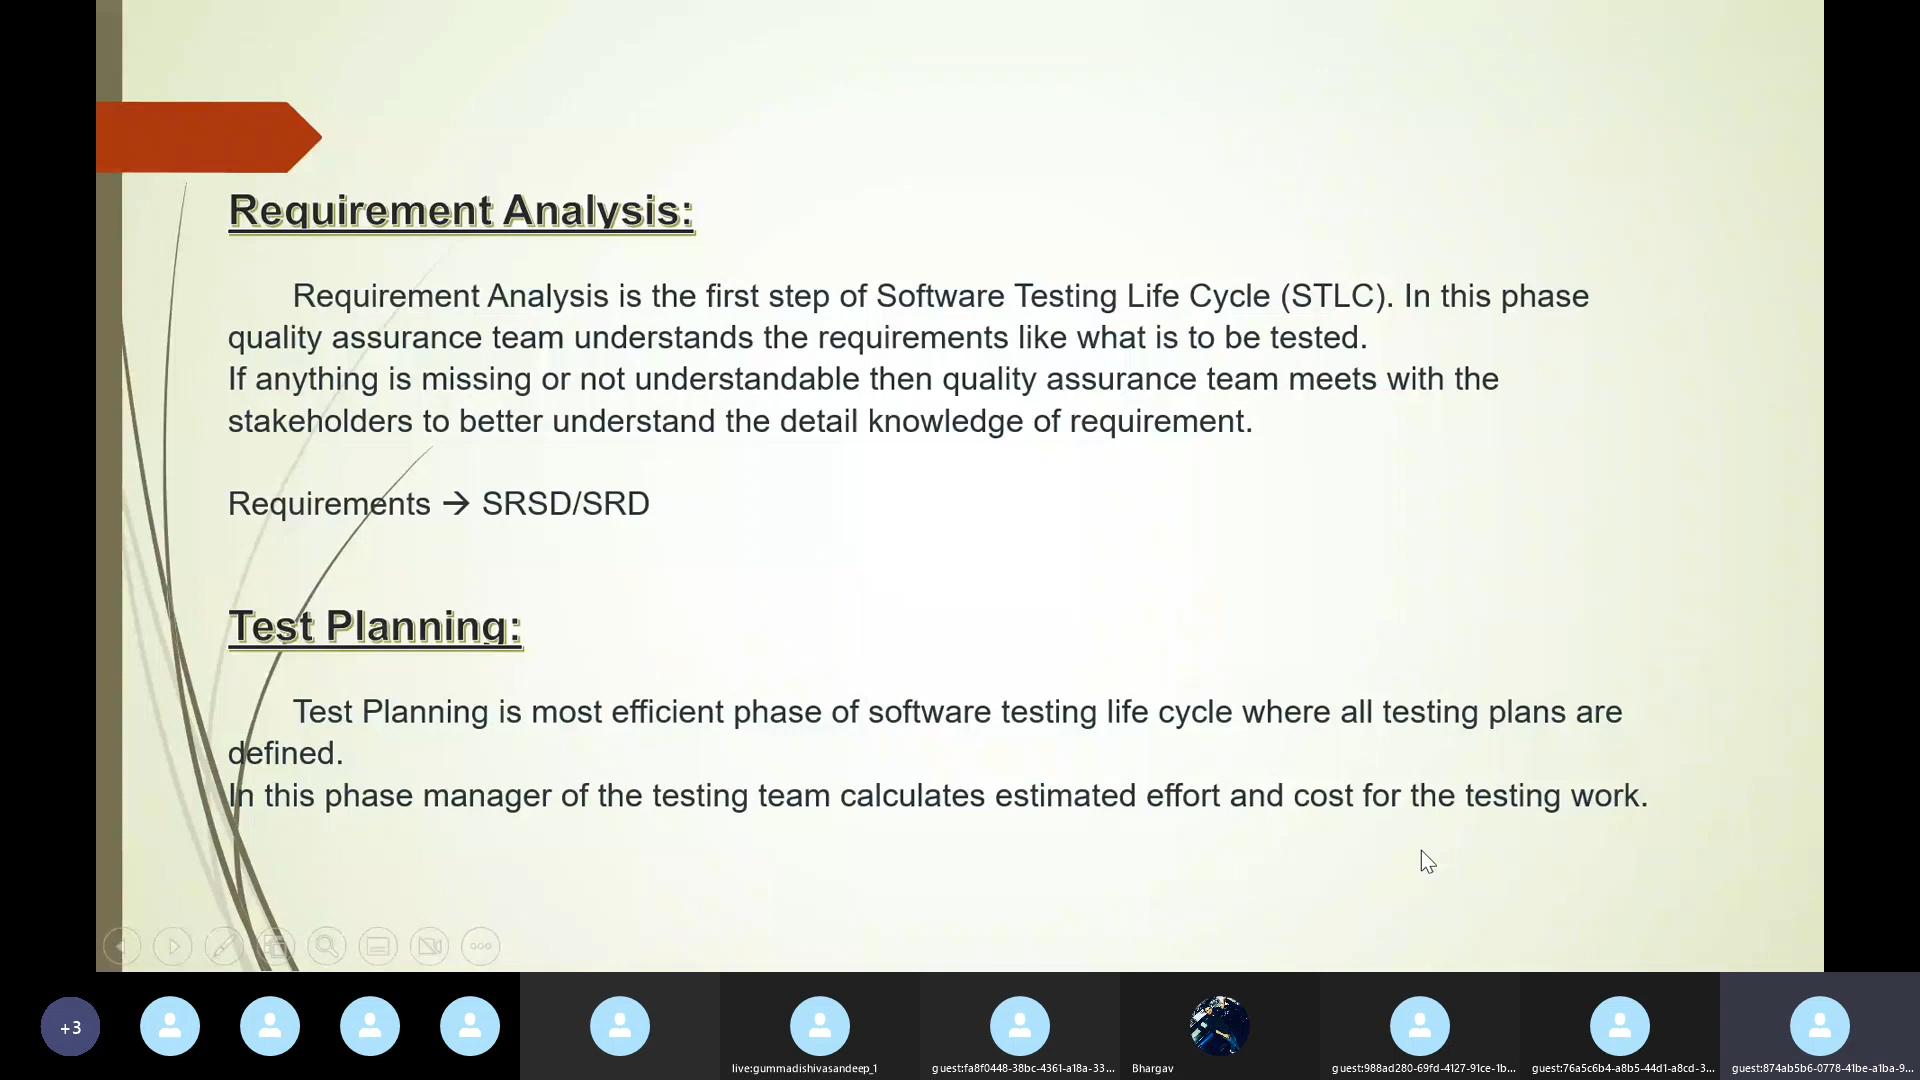 Requirement Analysis:
Requirement Analysis is the first step of Software Testing Life Cycle (STLC). In this phase
quality assurance team understands the requirements like what is to be tested.
If anything is missing or not understandable then quality assurance team meets with the
stakeholders to better understand the detail knowledge of requirement.
Requirements → SRSD/SRD
Test Planning:
Test Planning is most efficient phase of software testing life cycle where all testing plans are
defined.
In this phase manager of the testing team calculates estimated effort and cost for the testing work.
+3
live:gummadishivasandeep_1
guest:fa8f0448-38bc-4361-a18a-33...
Bhargav
guest:988ad280-69fd-4127-91ce-1b...
guest:76a5c6b4-a8b5-44d1-a8cd-3...
guest:874ab5b6-0778-41be-a1ba-9...